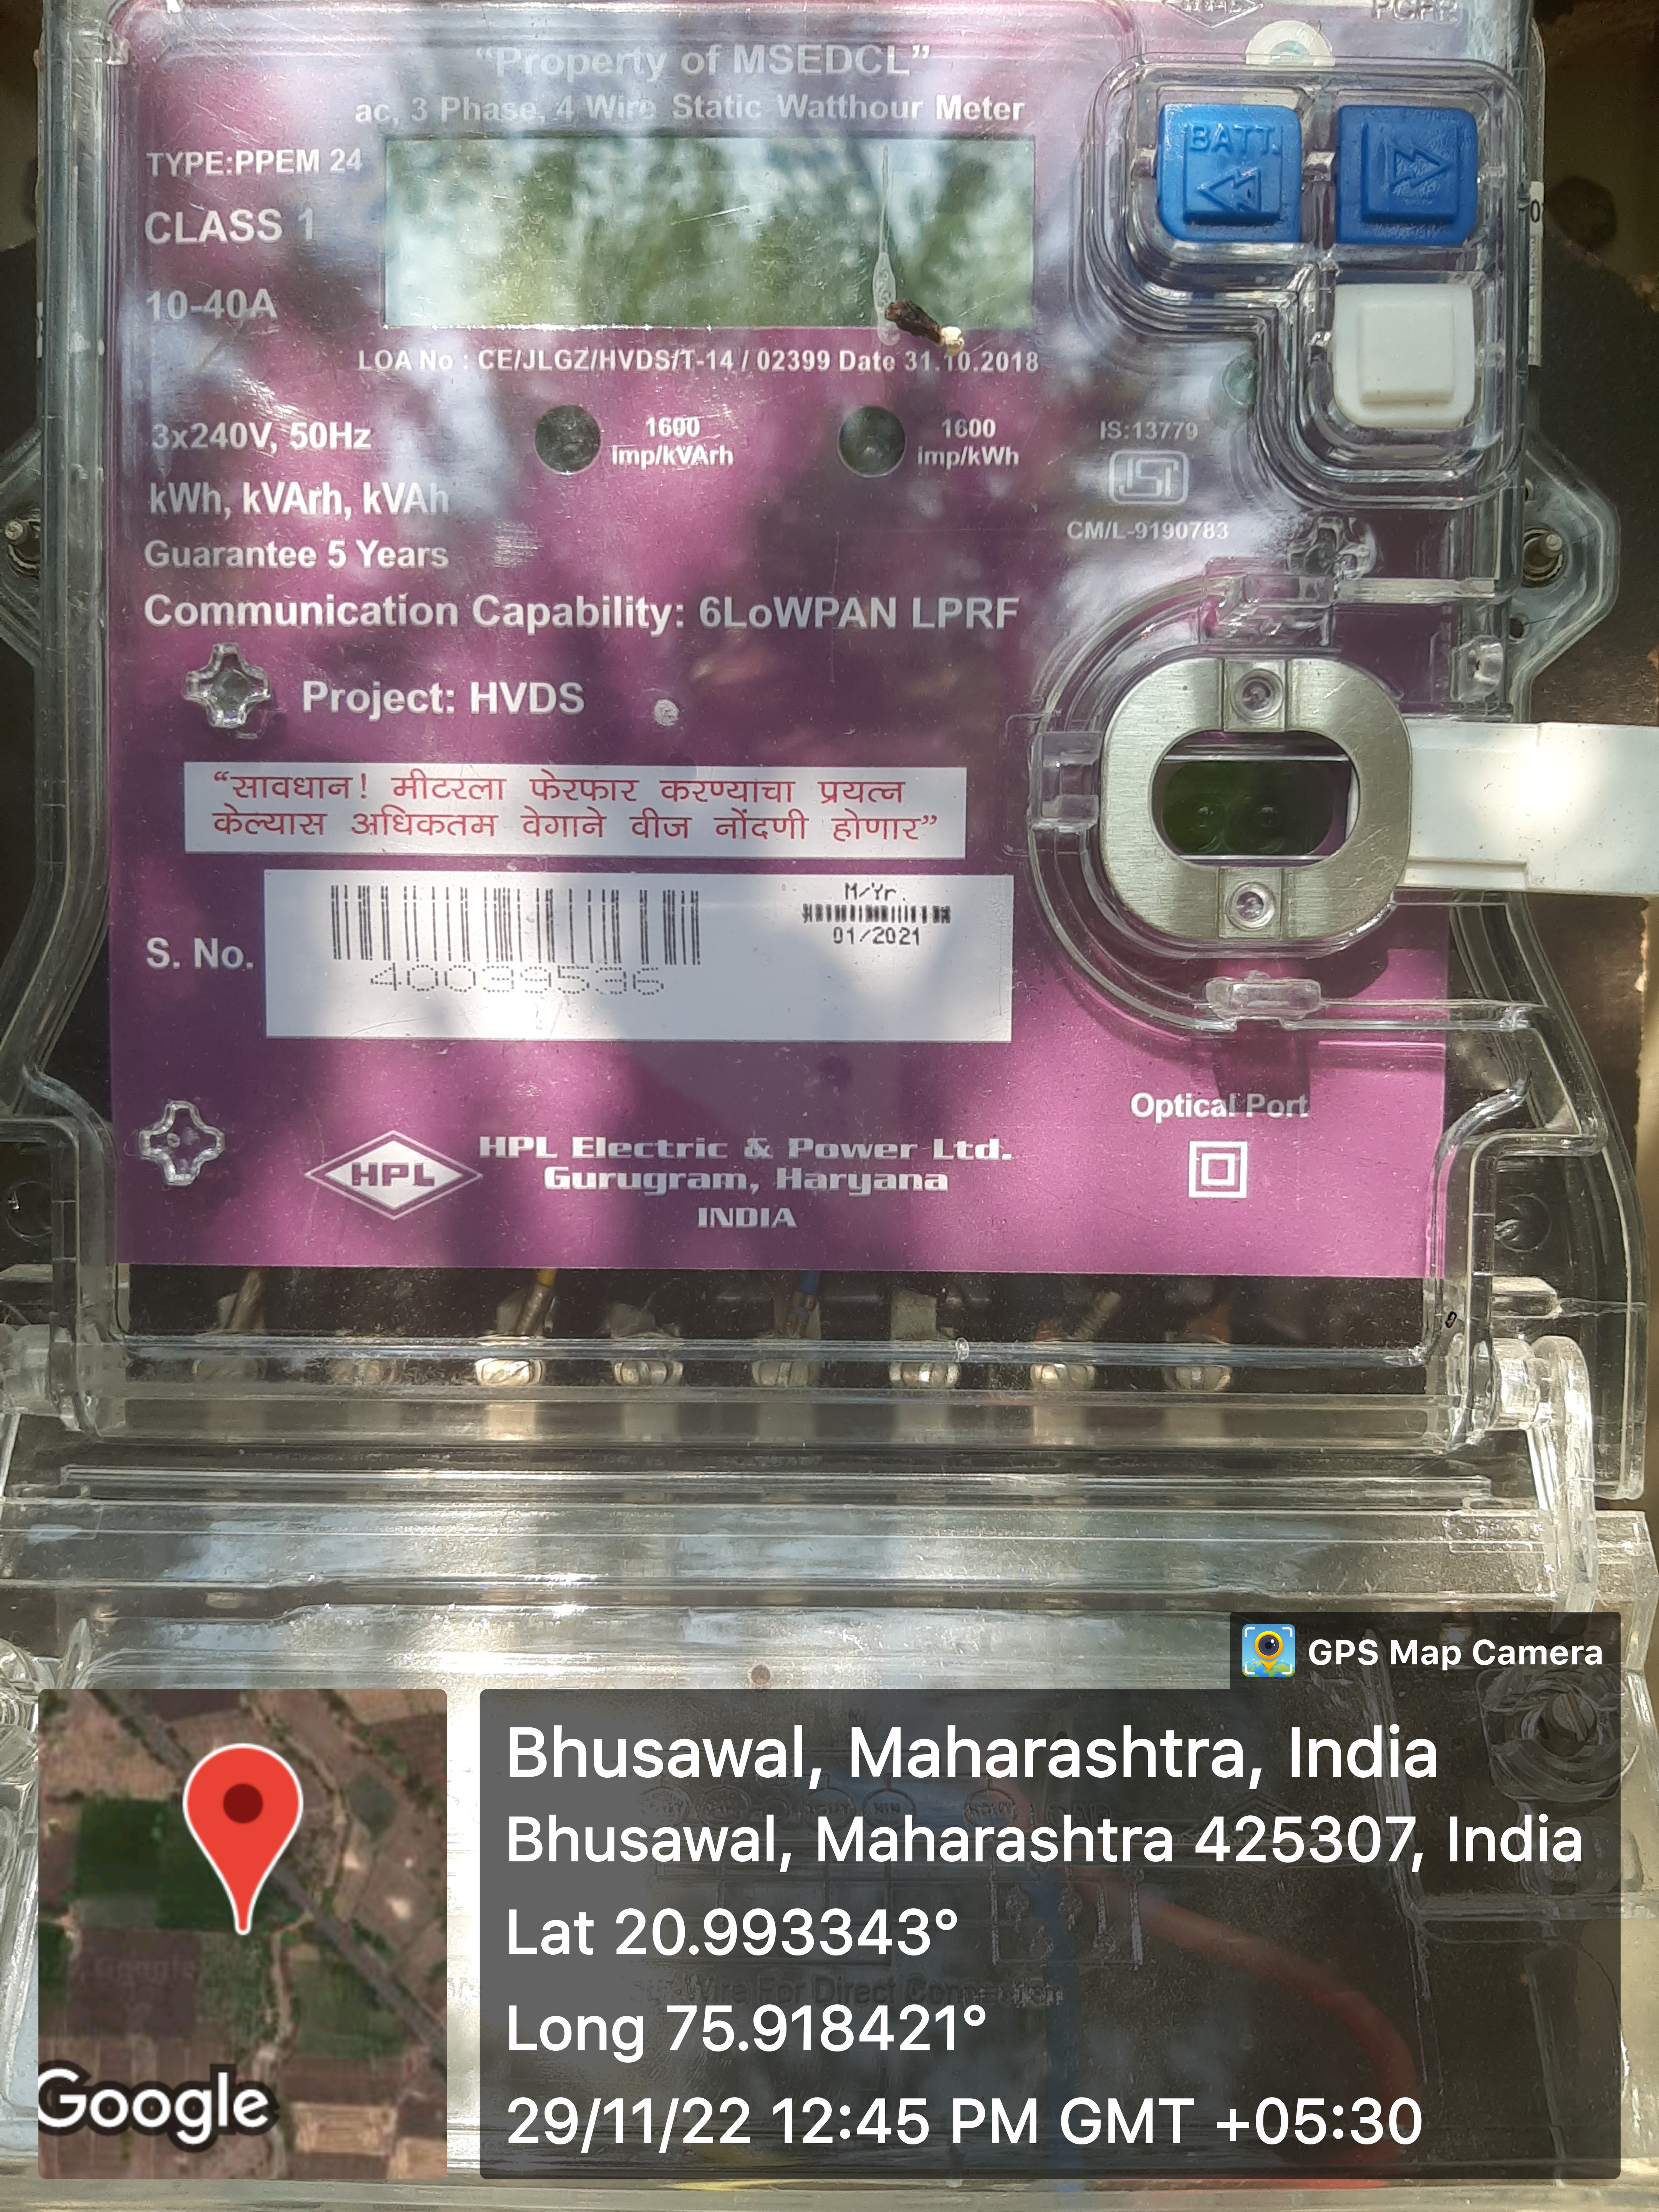 “Property of MSEDCL”
ac, 3 Phase, 4 Wire Static Watthour Meter
BATT.
TYPE:PPEM 24
CLASS 1
10-40A
LOA No : CE/JLGZ/HVDS/T-14 / 02399 Date 31.10.2018
3x240V, 50Hz
1600
imp/kVArh
1600
imp/kWh
IS:13779
ISI
kWh, kVArh, kVAh
CM/L-9190783
Guarantee 5 Years
Communication Capability: 6LoWPAN LPRF
Project: HVDS
“सावधान! मीटरला फेरफार करण्याचा प्रयत्न
केल्यास अधिकतम वेगाने वीज नोंदणी होणार”
M/Yr.
01/2021
S. No.
40039536
Optical Port
HPL
HPL Electric & Power Ltd.
Gurugram, Haryana
INDIA
GPS Map Camera
Bhusawal, Maharashtra, India
Bhusawal, Maharashtra 425307, India
Lat 20.993343°
Long 75.918421°
29/11/22 12:45 PM GMT +05:30
Wire For Direct
Google